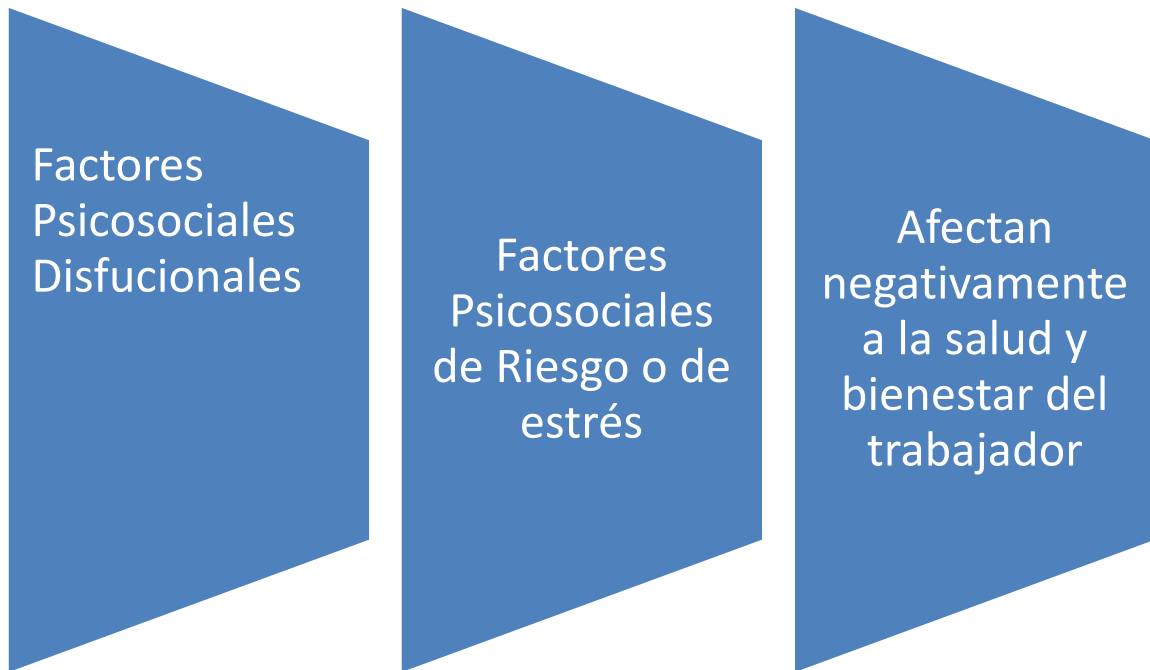 Factores
Psicosociales
Disfucionales
Factores
Psicosociales
de Riesgo o de
estrés
Afectan
negativamente
a la salud y
bienestar del
trabajador